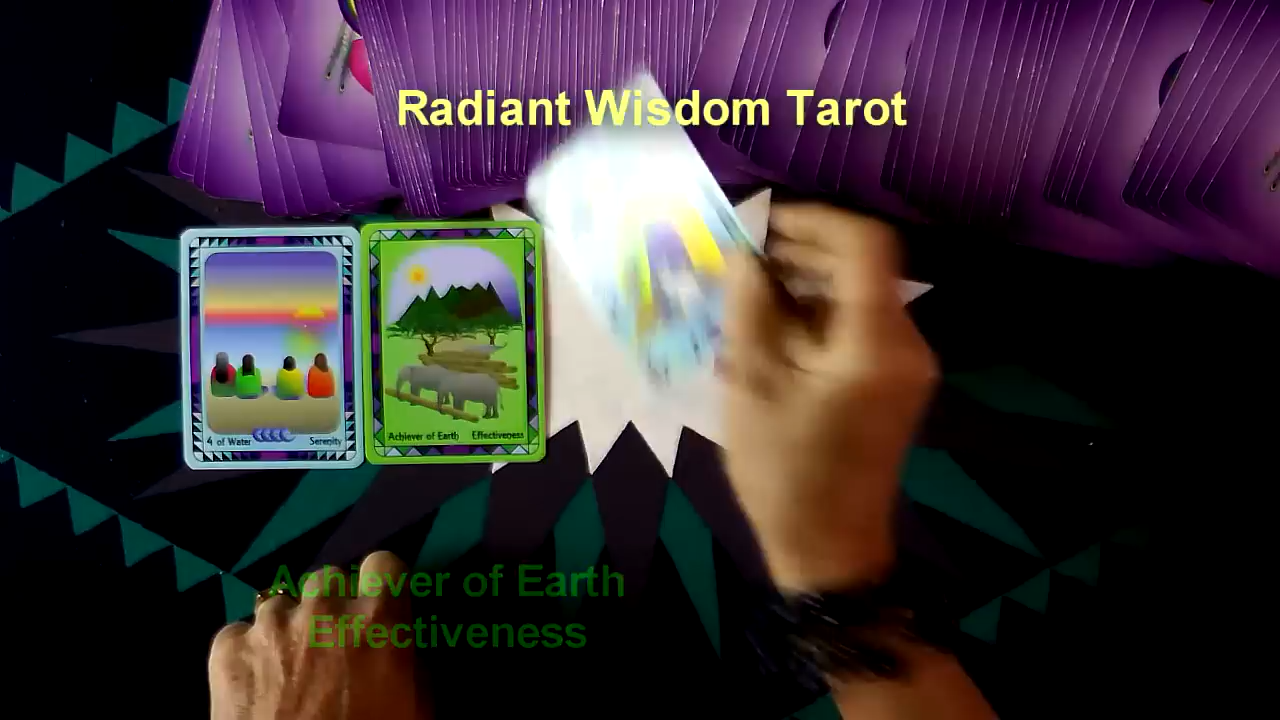 Radiant Wisdom Tarot
4 of Water Serenity
Achiever of Earth Effectiveness
Achiever of Earth
Effectiveness